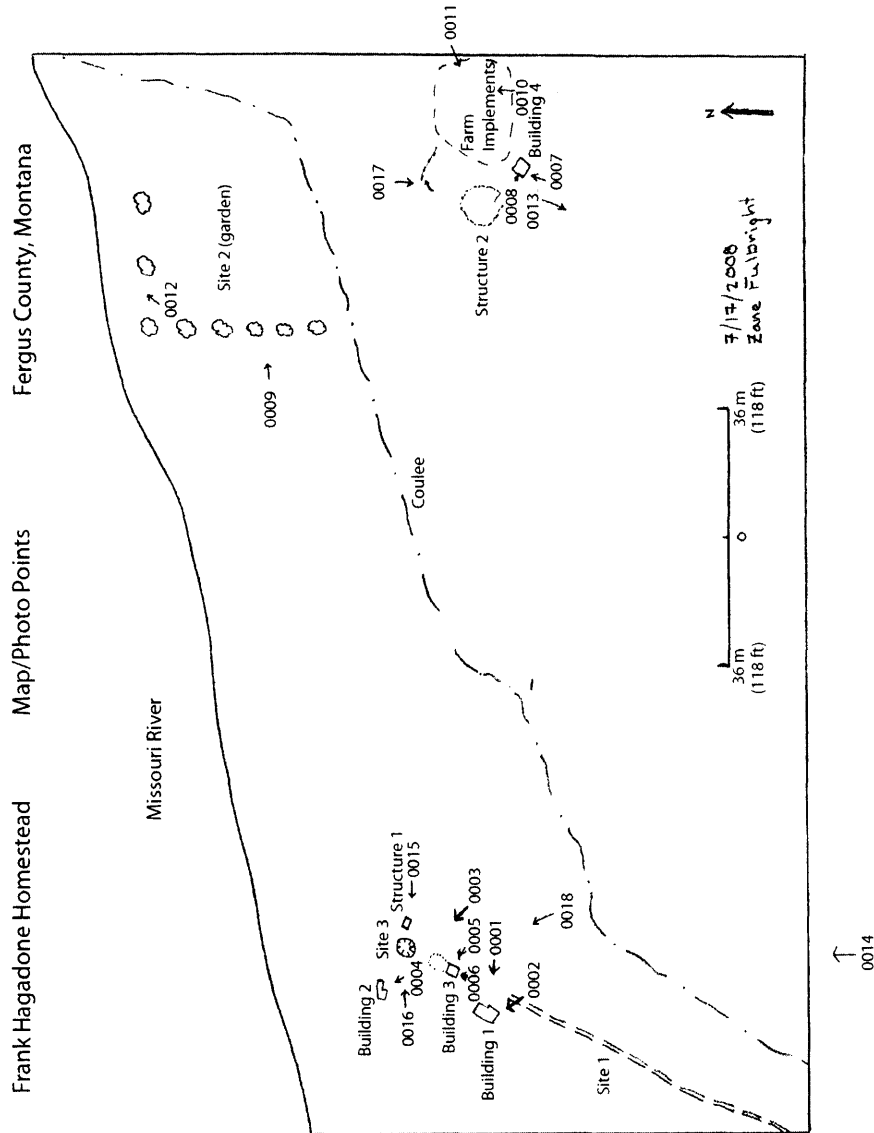 Frank Hagadone Homestead
Map/Photo Points
Fergus County, Montana
Missouri River
0012
Site 2 (garden)
0009
Coulee
0011
Farm
Implements
0010
Building 4
0017
Structure 2
0008
0013
0007
N
Building 2
Site 3
Structure 1
0015
0004
0016
Building 3
0003
0005
0006
0001
Building 1
0002
0018
Site 1
0014
36 m
(118 ft)
0
36 m
(118 ft)
7/17/2008
Zane Fulbright